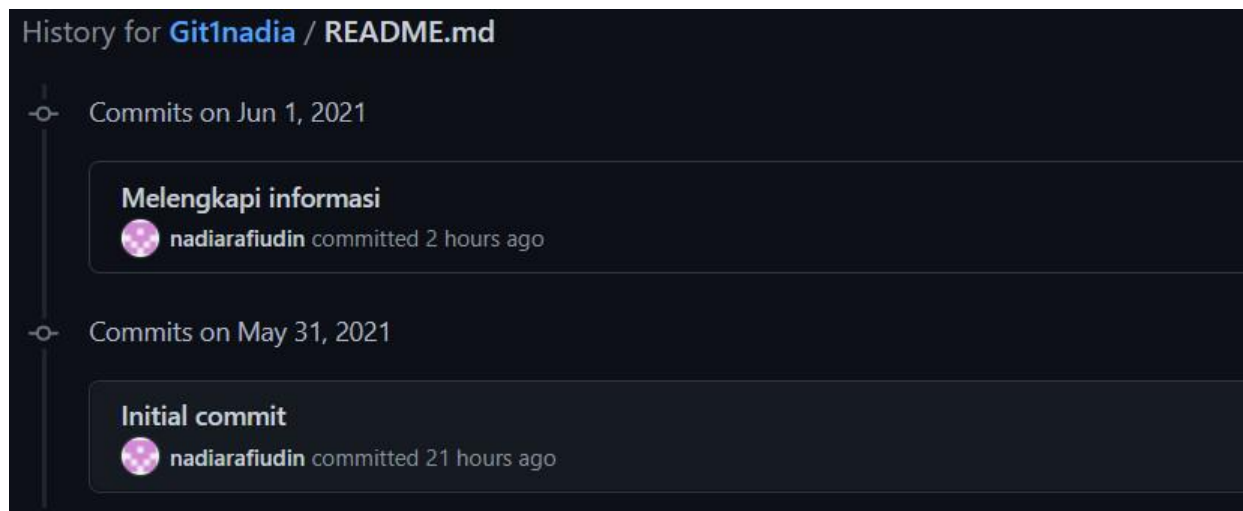 History for Git1nadia / README.md
Commits on Jun 1, 2021
Melengkapi informasi
nadiarafiudin committed 2 hours ago
Commits on May 31, 2021
Initial commit
nadiarafiudin committed 21 hours ago